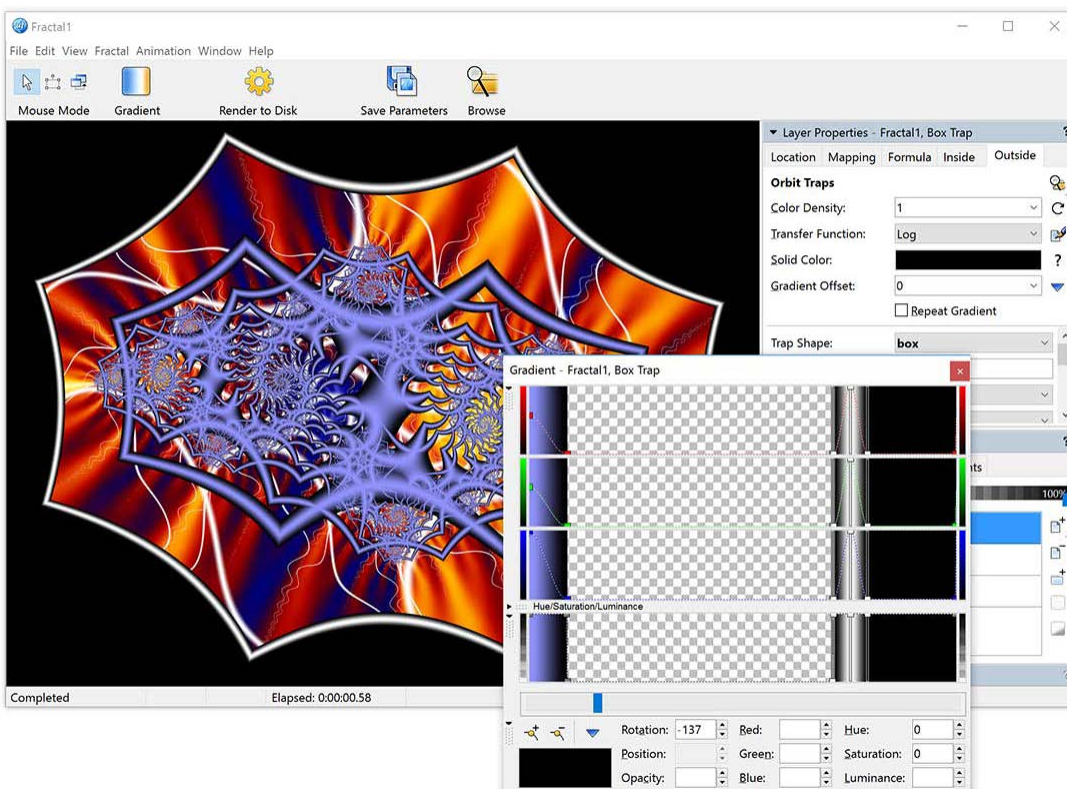 Fractal1
File Edit View Fractal Animation Window Help
Mouse Mode Gradient Render to Disk Save Parameters Browse
Layer Properties - Fractal1, Box Trap ?
Location Mapping Formula Inside Outside
Orbit Traps
Color Density: 1
Transfer Function: Log
Solid Color: ?
Gradient Offset: 0
Repeat Gradient
Trap Shape: box
Gradient - Fractal1, Box Trap
100%
Hue/Saturation/Luminance
Completed Elapsed: 0:00:00.58
Rotation: -137 Red: Hue: 0
Position: Green: Saturation: 0
Opacity: Blue: Luminance: